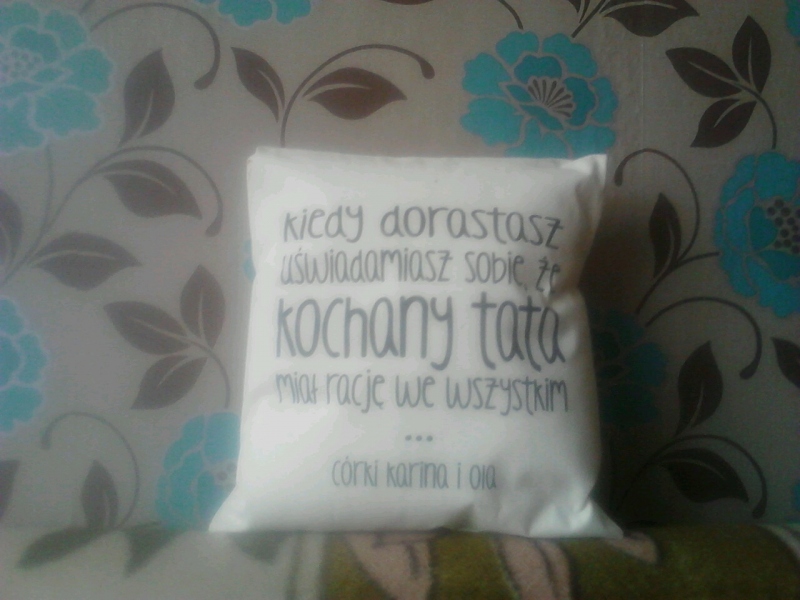 kiedy dorastasz
uświadamiasz sobie, że
kochany tata
miał rację we wszystkim
...
córki karina i ola